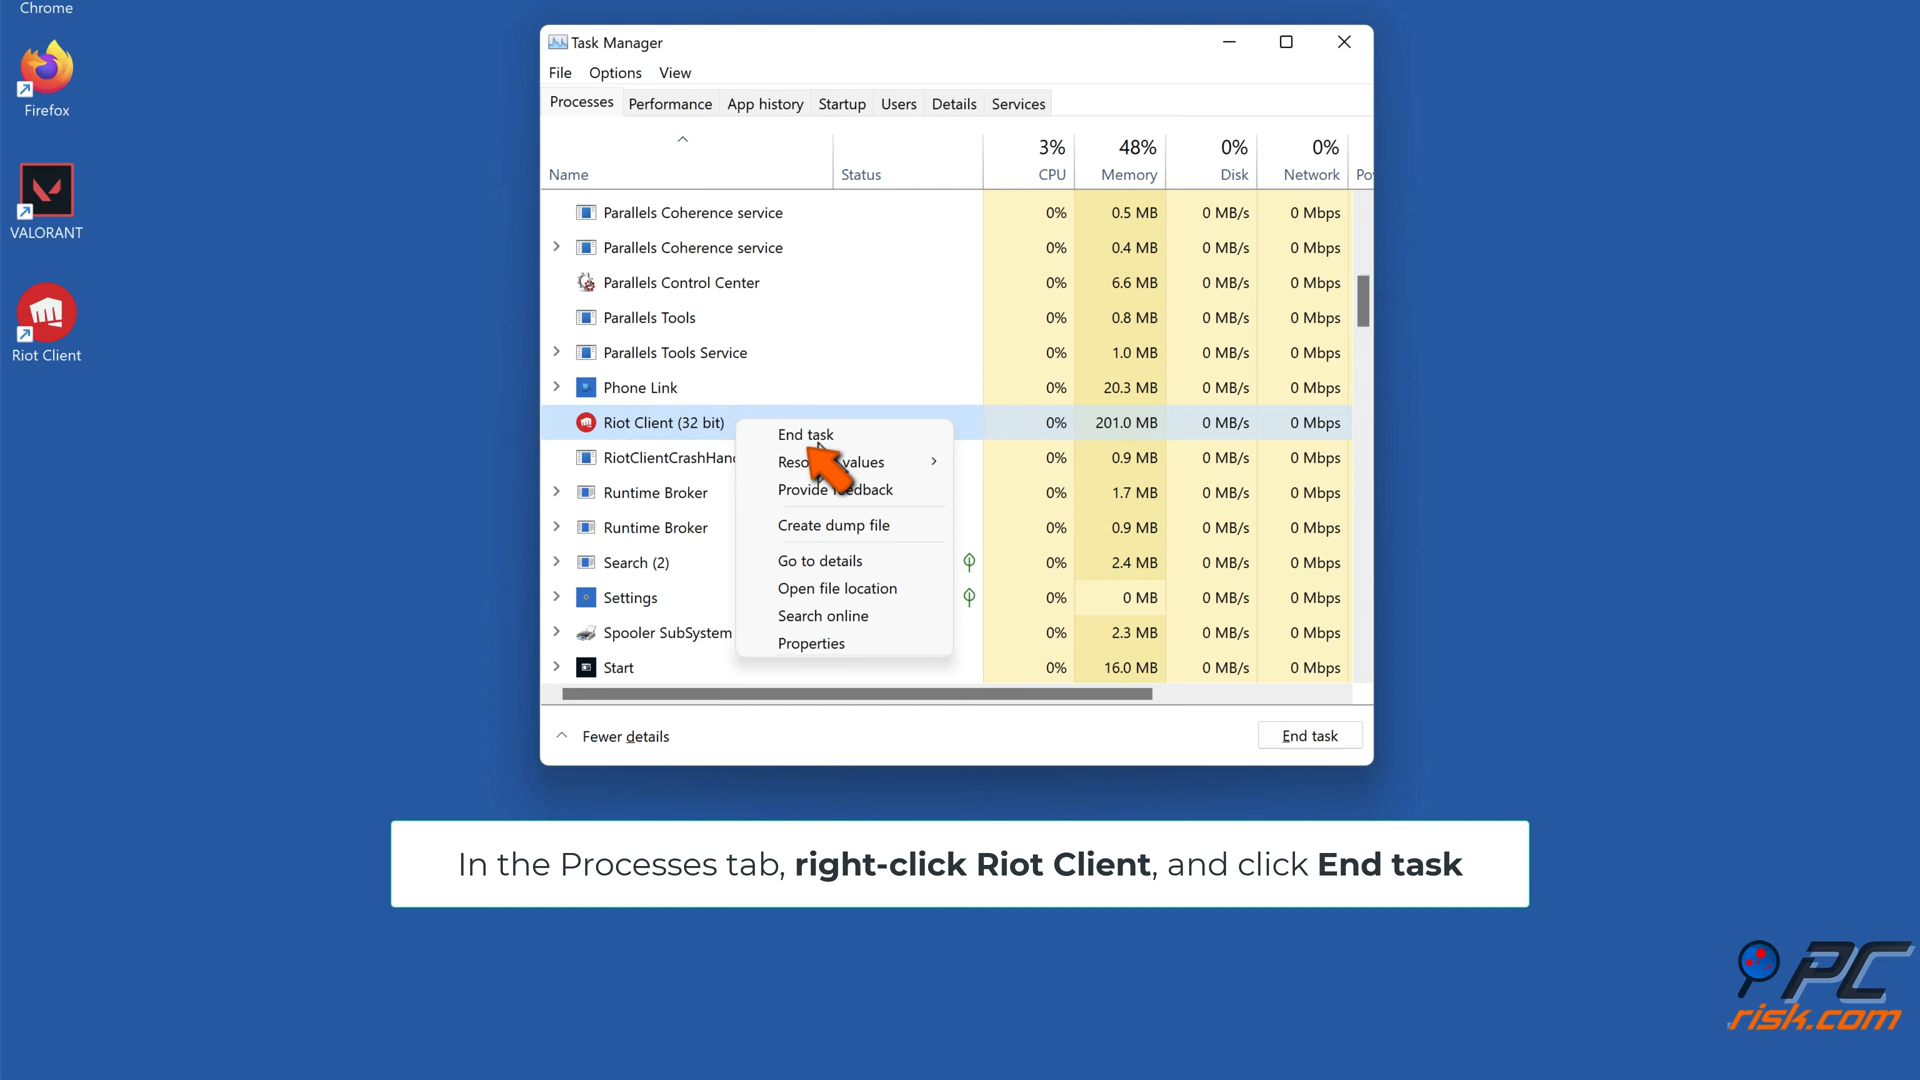 Chrome
Firefox
VALORANT
Riot Client
Task Manager
File Options View
Processes Performance App history Startup Users Details Services
3% 48% 0% 0%
Name Status CPU Memory Disk Network Po
Parallels Coherence service 0% 0.5 MB 0 MB/s 0 Mbps
Parallels Coherence service 0% 0.4 MB 0 MB/s 0 Mbps
Parallels Control Center 0% 6.6 MB 0 MB/s 0 Mbps
Parallels Tools 0% 0.8 MB 0 MB/s 0 Mbps
Parallels Tools Service 0% 1.0 MB 0 MB/s 0 Mbps
Phone Link 0% 20.3 MB 0 MB/s 0 Mbps
Riot Client (32 bit) 0% 201.0 MB 0 MB/s 0 Mbps
RiotClientCrashHand 0% 0.9 MB 0 MB/s 0 Mbps
Runtime Broker 0% 1.7 MB 0 MB/s 0 Mbps
Runtime Broker 0% 0.9 MB 0 MB/s 0 Mbps
Search (2) 0% 2.4 MB 0 MB/s 0 Mbps
Settings 0% 0 MB 0 MB/s 0 Mbps
Spooler SubSystem 0% 2.3 MB 0 MB/s 0 Mbps
Start 0% 16.0 MB 0 MB/s 0 Mbps
End task
values
Provide
Create dump file
Go to details
Open file location
Search online
Properties
Fewer details
End task
In the Processes tab, right-click Riot Client, and click End task
PC
risk.com